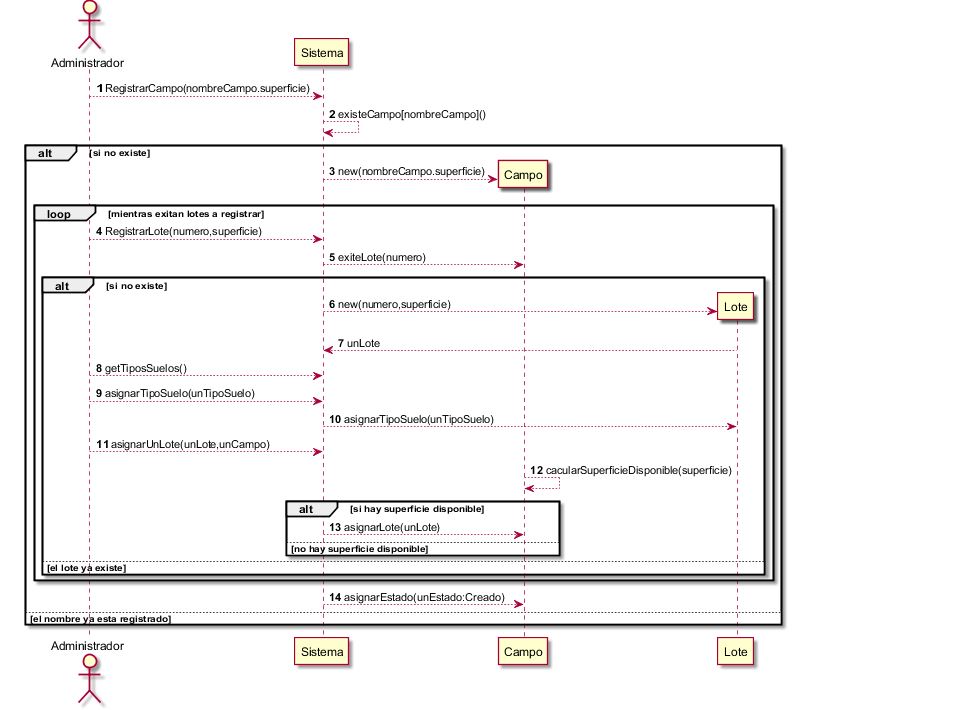 Administrador
Sistema
1 RegistrarCampo(nombreCampo.superficie)
2 existeCampo[nombreCampo]()
alt [si no existe]
3 new(nombreCampo.superficie)
Campo
loop [mientras exitan lotes a registrar]
4 RegistrarLote(numero,superficie)
5 exiteLote(numero)
alt [si no existe]
6 new(numero,superficie)
Lote
7 unLote
8 getTiposSuelos()
9 asignarTipoSuelo(unTipoSuelo)
10 asignarTipoSuelo(unTipoSuelo)
11 asignarUnLote(unLote,unCampo)
12 cacularSuperficieDisponible(superficie)
alt [si hay superficie disponible]
13 asignarLote(unLote)
[no hay superficie disponible]
[el lote ya existe]
14 asignarEstado(unEstado:Creado)
[el nombre ya esta registrado]
Administrador
Sistema
Campo
Lote